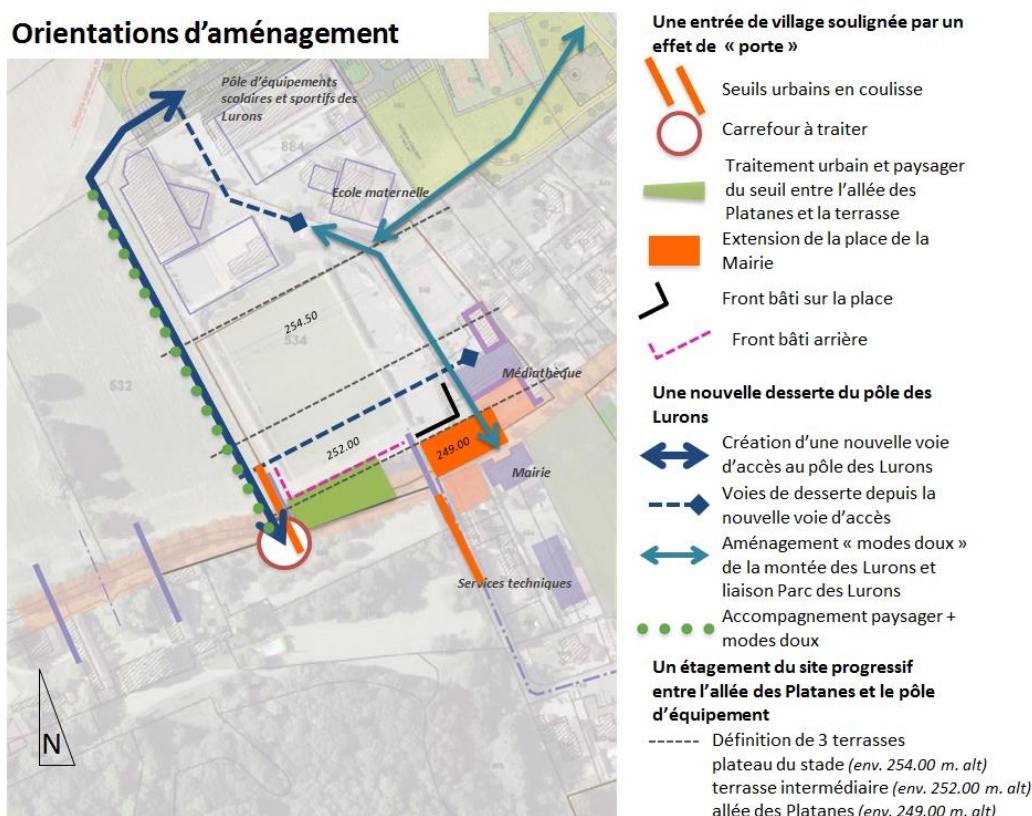 Orientations d'aménagement
Pôle d'équipements
scolaires et sportifs des
Lurons
884
Ecole maternelle
254.50
534
532
Médiathèque
252.00
249.00
Mairie
Services techniques
N
Une entrée de village soulignée par un
effet de « porte »
Seuils urbains en coulisse
Carrefour à traiter
Traitement urbain et paysager
du seuil entre l'allée des
Platanes et la terrasse
Extension de la place de la
Mairie
Front bâti sur la place
Front bâti arrière
Une nouvelle desserte du pôle des
Lurons
Création d'une nouvelle voie
d'accès au pôle des Lurons
Voies de desserte depuis la
nouvelle voie d'accès
Aménagement « modes doux »
de la montée des Lurons et
liaison Parc des Lurons
Accompagnement paysager +
modes doux
Un étagement du site progressif
entre l'allée des Platanes et le pôle
d'équipement
Définition de 3 terrasses
plateau du stade (env. 254.00 m. alt)
terrasse intermédiaire (env. 252.00 m. alt)
allée des Platanes (env. 249.00 m. alt)